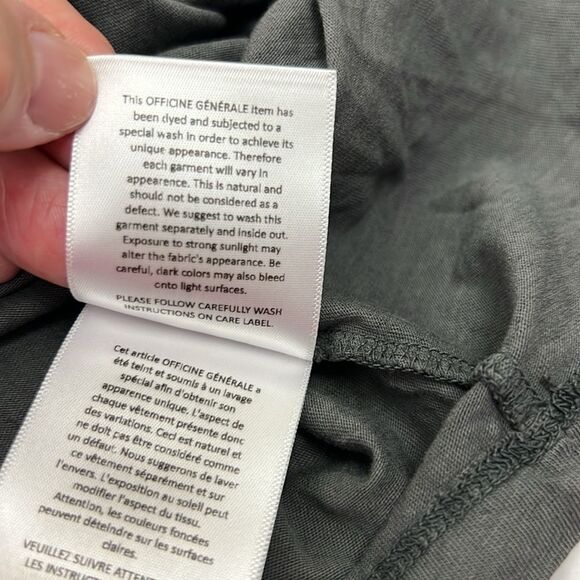 This OFFICINE GÉNÉRALE Item has
been dyed and subjected to a
special wash in order to achieve its
unique appearance. Therefore
each garment will vary in
appearence. This is natural and
should not be considered as a
defect. We suggest to wash this
garment separately and inside out.
Exposure to strong sunlight may
alter the fabric's appearance. Be
careful, dark colors may also bleed
onto light surfaces.
PLEASE FOLLOW CAREFULLY WASH
INSTRUCTIONS ON CARE LABEL.
Cet article OFFICINE GÉNÉRALE a
été teint et soumis à un lavage
spécial afin d'obtenir son
apparence unique. L'aspect de
chaque vêtement présente donc
des variations. Ceci est naturel et
ne doit pas être considéré comme
un défaut. Nous suggerons de laver
ce vêtement séparément et sur
l'envers. L'exposition au soleil peut
modifier l'aspect du tissu.
Attention, les couleurs foncées
peuvent déteindre sur les surfaces
claires.
VEUILLEZ SUIVRE ATTEN
LES INSTRUCT